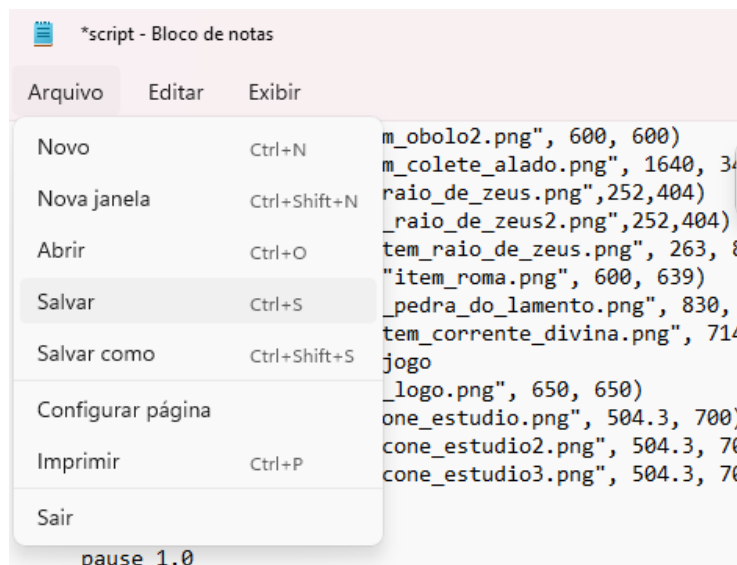 *script - Bloco de notas
Arquivo Editar Exibir
Novo Ctrl+N
Nova janela Ctrl+Shift+N
Abrir Ctrl+O
Salvar Ctrl+S
Salvar como Ctrl+Shift+S
Configurar página
Imprimir Ctrl+P
Sair
m_obolo2.png", 600, 600)
m_colete_alado.png", 1640, 34
raio_de_zeus.png",252,404)
_raio_de_zeus2.png",252,404)
tem_raio_de_zeus.png", 263, 8
"item_roma.png", 600, 639)
_pedra_do_lamento.png", 830,
tem_corrente_divina.png", 714
jogo
_logo.png", 650, 650)
one_estudio.png", 504.3, 700)
cone_estudio2.png", 504.3, 70
cone_estudio3.png", 504.3, 70
pause 1.0